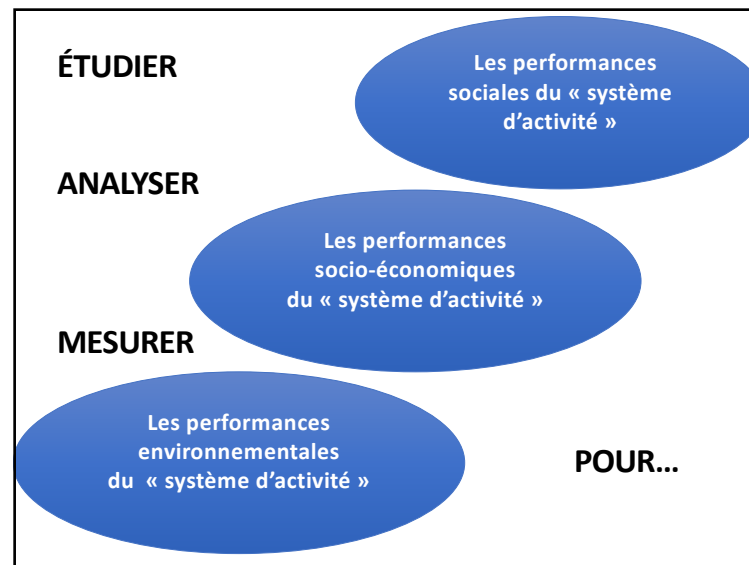 ÉTUDIER
Les performances
sociales du « système
d’activité »
ANALYSER
Les performances
socio-économiques
du « système d’activité »
MESURER
Les performances
environnementales
du « système d’activité »
POUR...